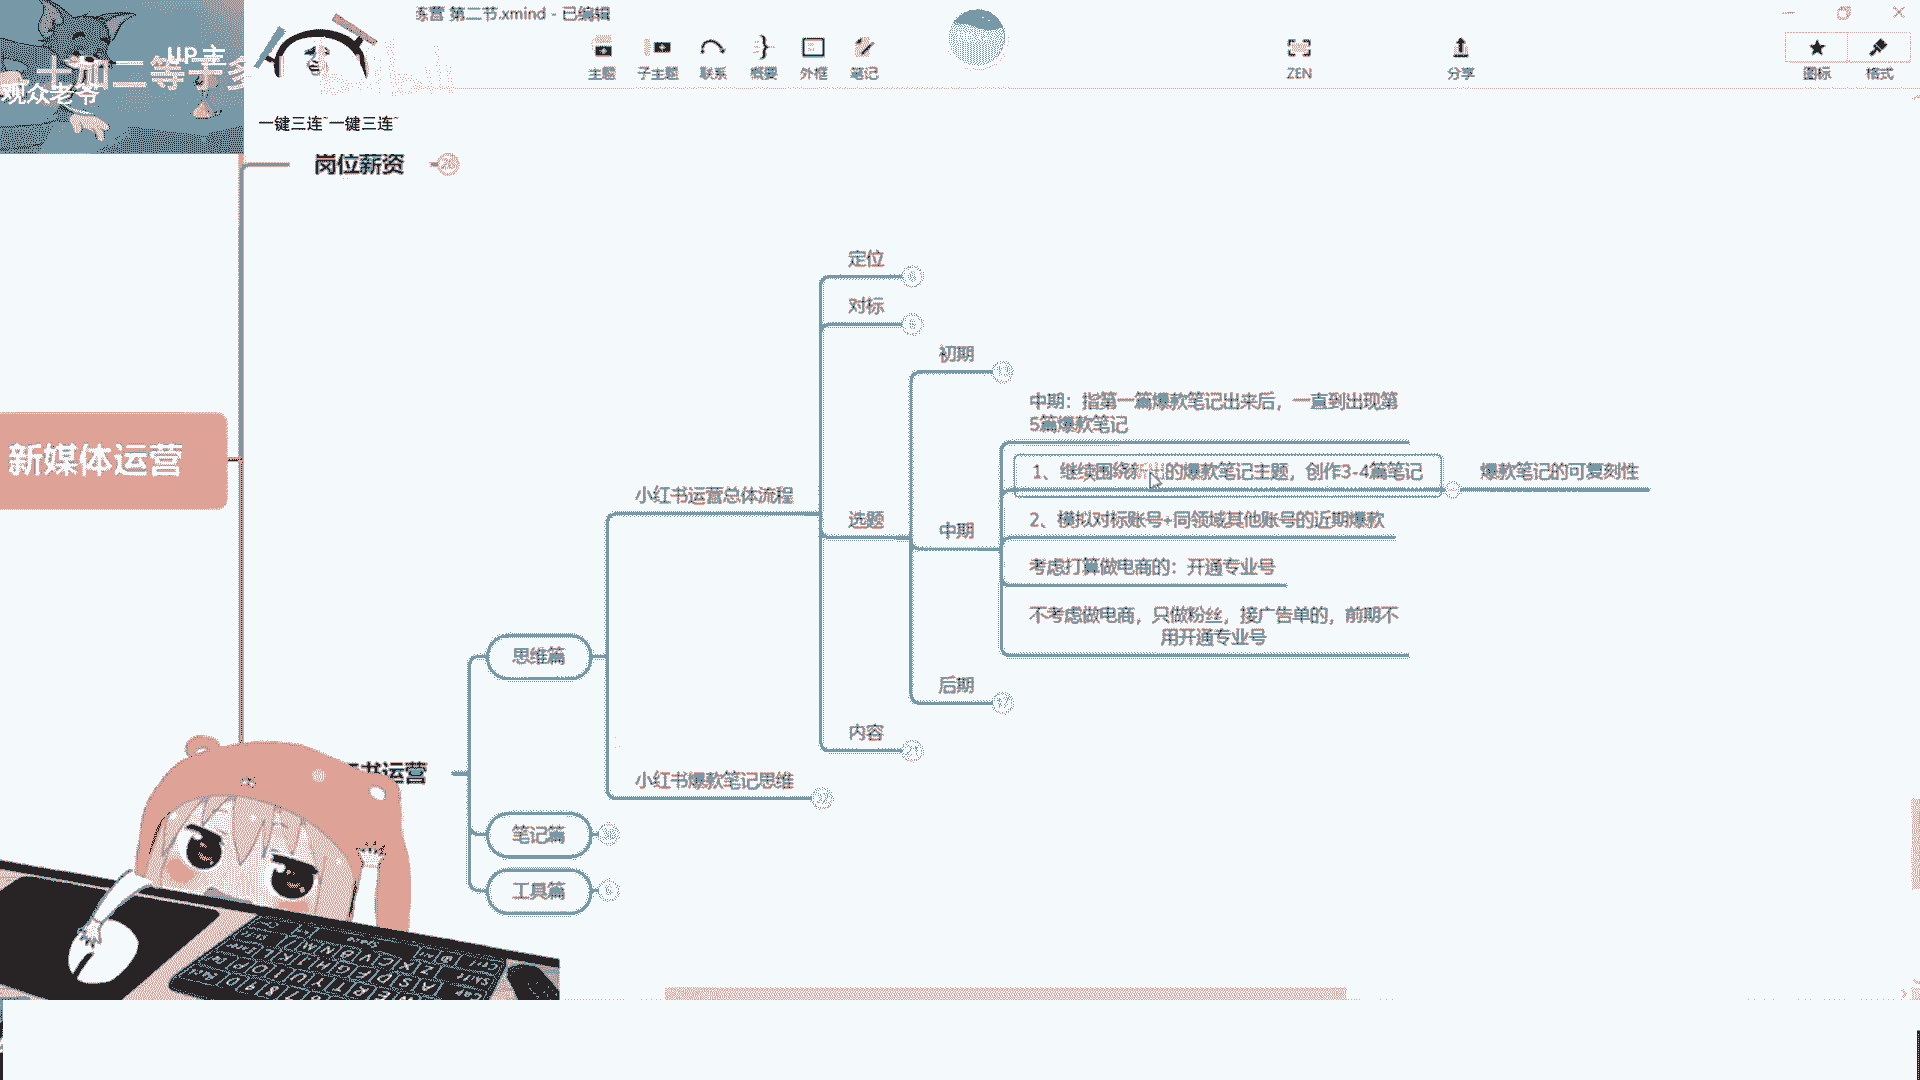 练营 第二节.xmind - 已编辑
UP主
十加二等于多
观众老爷
一键三连~一键三连~
主题
子主题
联系
概要
外框
笔记
ZEN
分享
图标
格式
岗位薪资
新媒体运营
书运营
思维篇
笔记篇
工具篇
6
小红书运营总体流程
小红书爆款笔记思维
定位
对标
选题
内容
21
初期
13
中期
后期
17
中期：指第一篇爆款笔记出来后，一直到出现第
5篇爆款笔记
1、继续围绕新出的爆款笔记主题，创作3-4篇笔记
爆款笔记的可复刻性
2、模拟对标账号+同领域其他账号的近期爆款
考虑打算做电商的：开通专业号
不考虑做电商，只做粉丝，接广告单的，前期不
用开通专业号